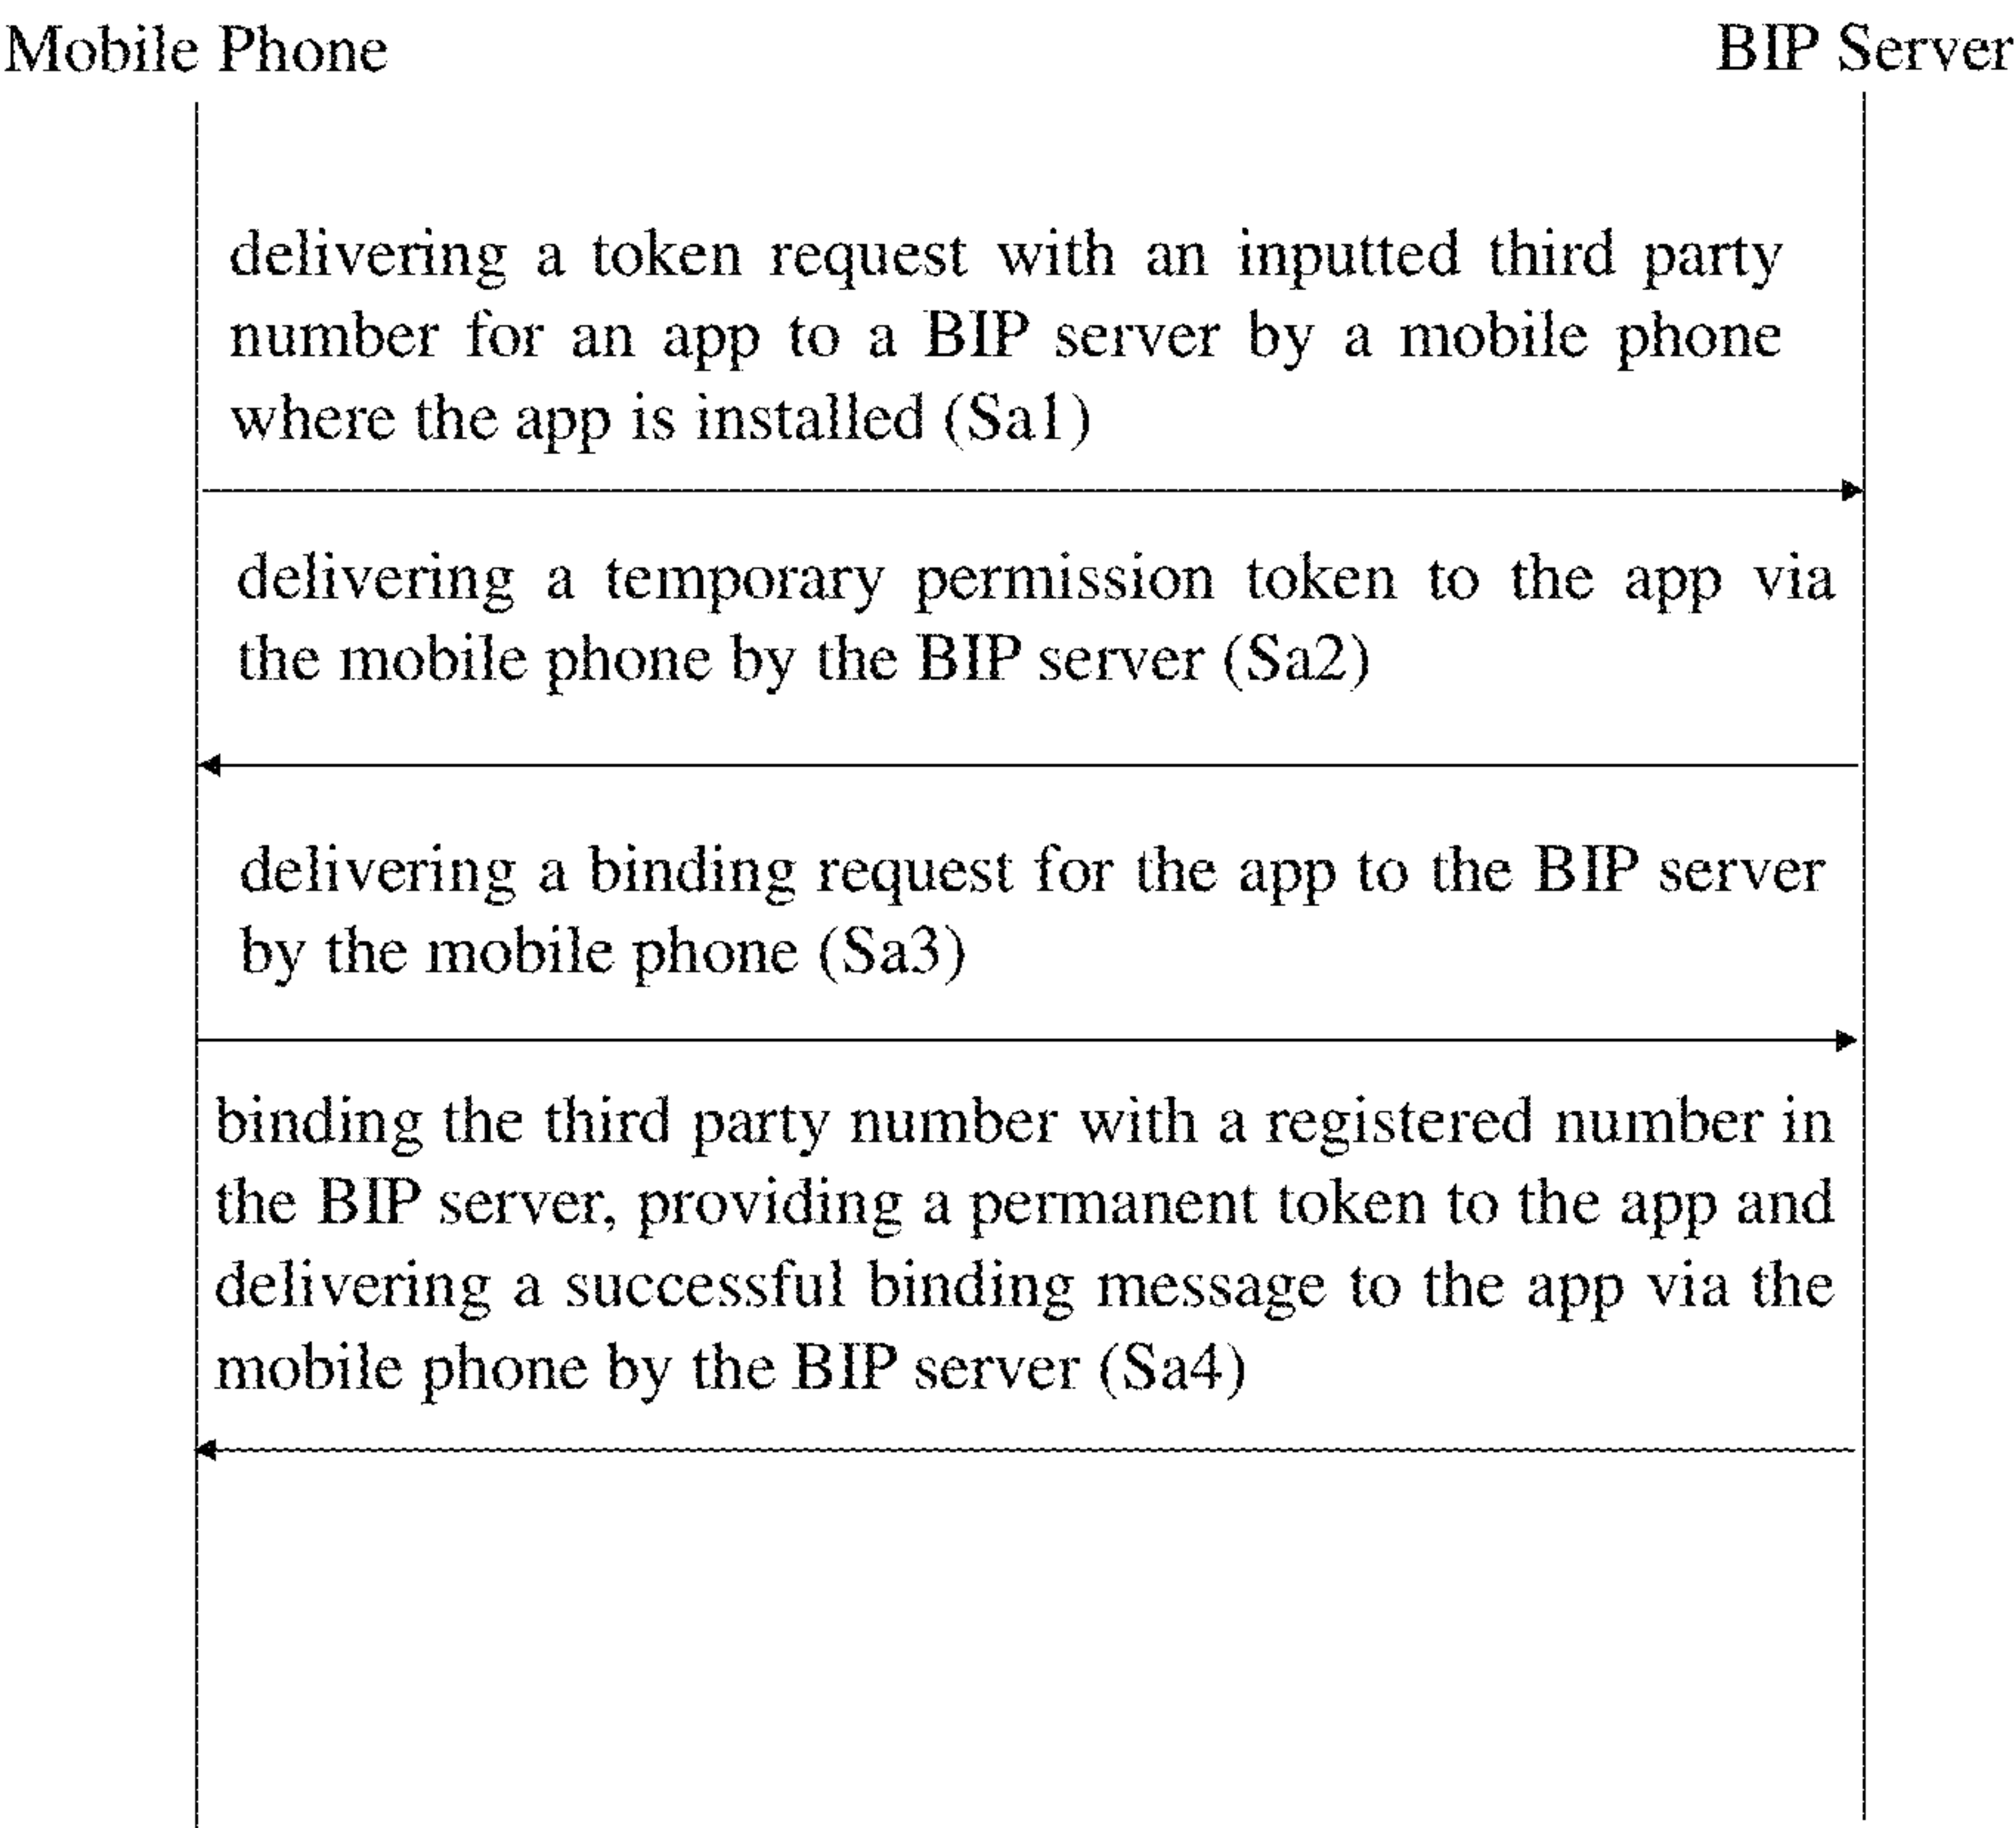 Mobile Phone BIP Server
delivering a token request with an inputted third party
number for an app to a BIP server by a mobile phone
where the app is installed (Sa1)
delivering a temporary permission token to the app via
the mobile phone by the BIP server (Sa2)
delivering a binding request for the app to the BIP server
by the mobile phone (Sa3)
binding the third party number with a registered number in
the BIP server, providing a permanent token to the app and
delivering a successful binding message to the app via the
mobile phone by the BIP server (Sa4)